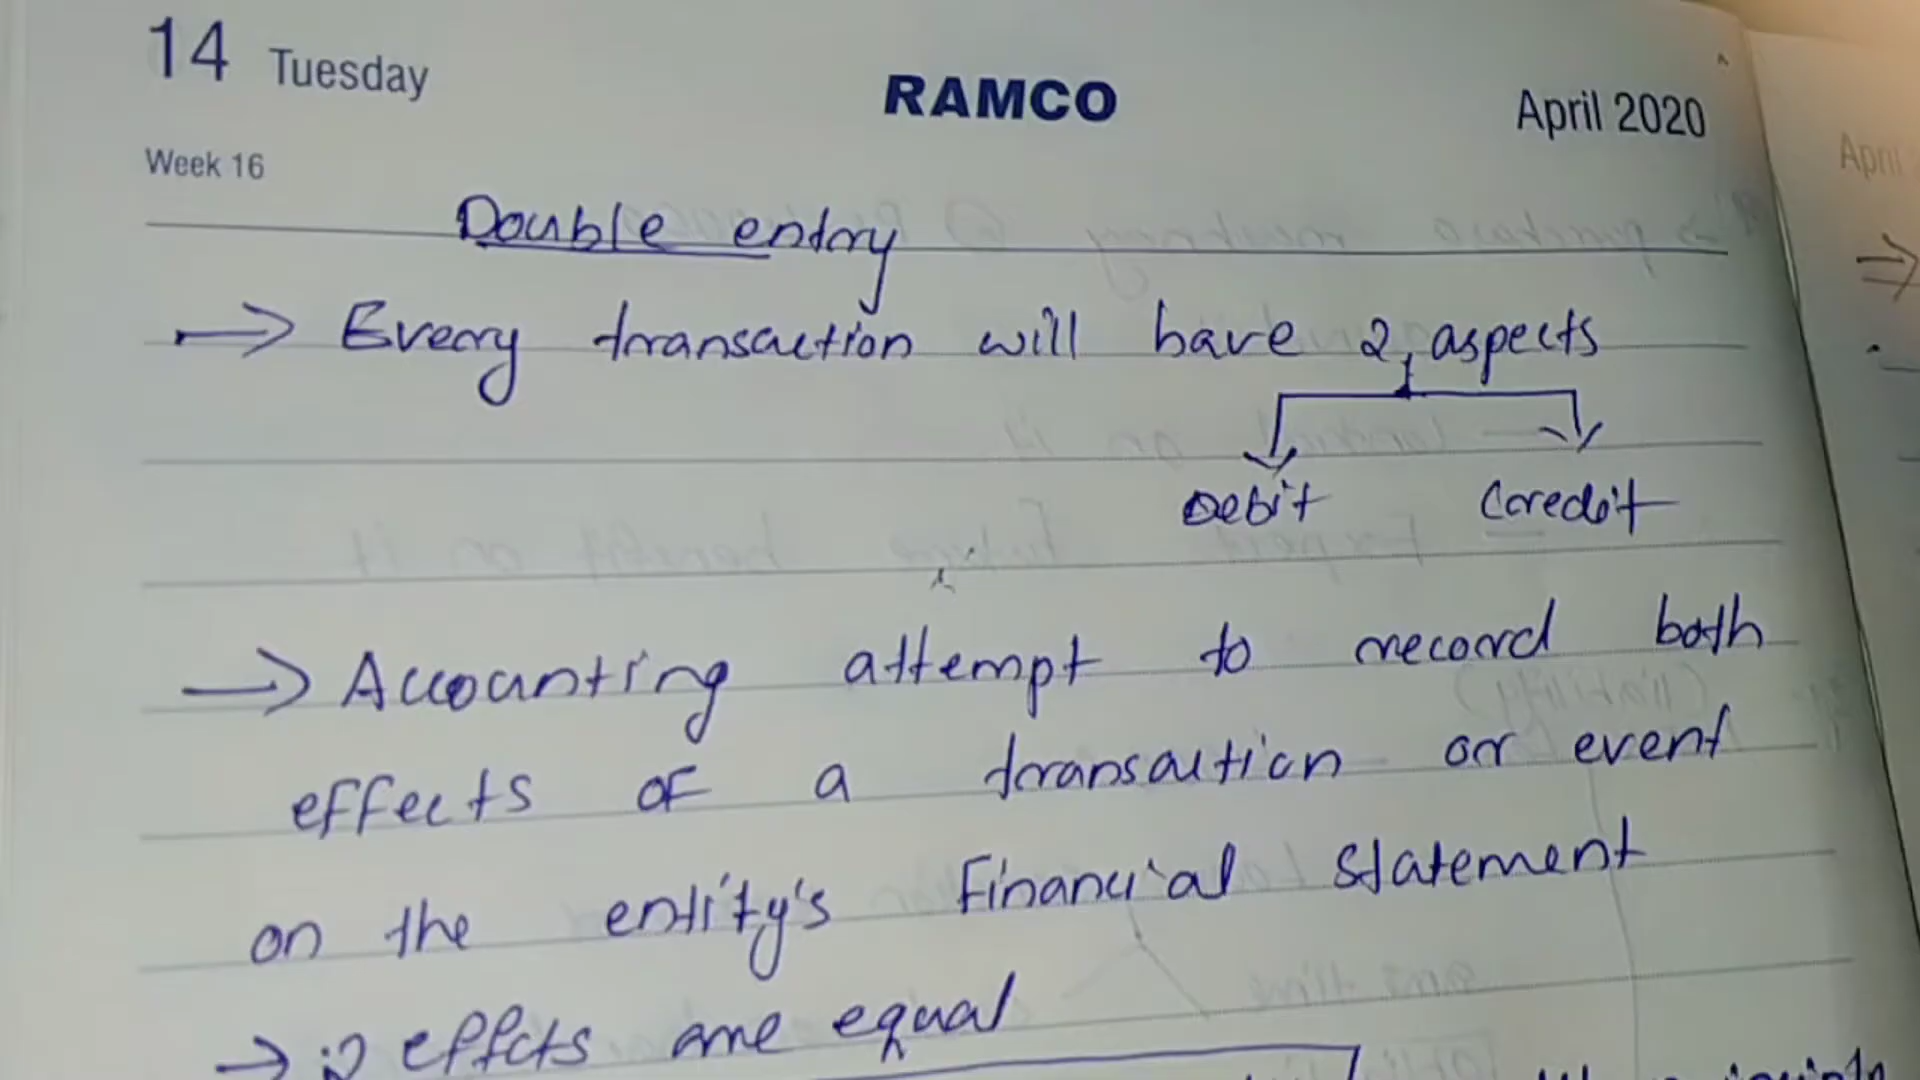 14 Tuesday RAMCO April 2020
Week 16
Double entry
→ Every transaction will have 2 aspects
Debit Credit
→ Accounting attempt to record both
effects of a transaction or event
on the entity's Financial statement
→ 2 effcts are equal